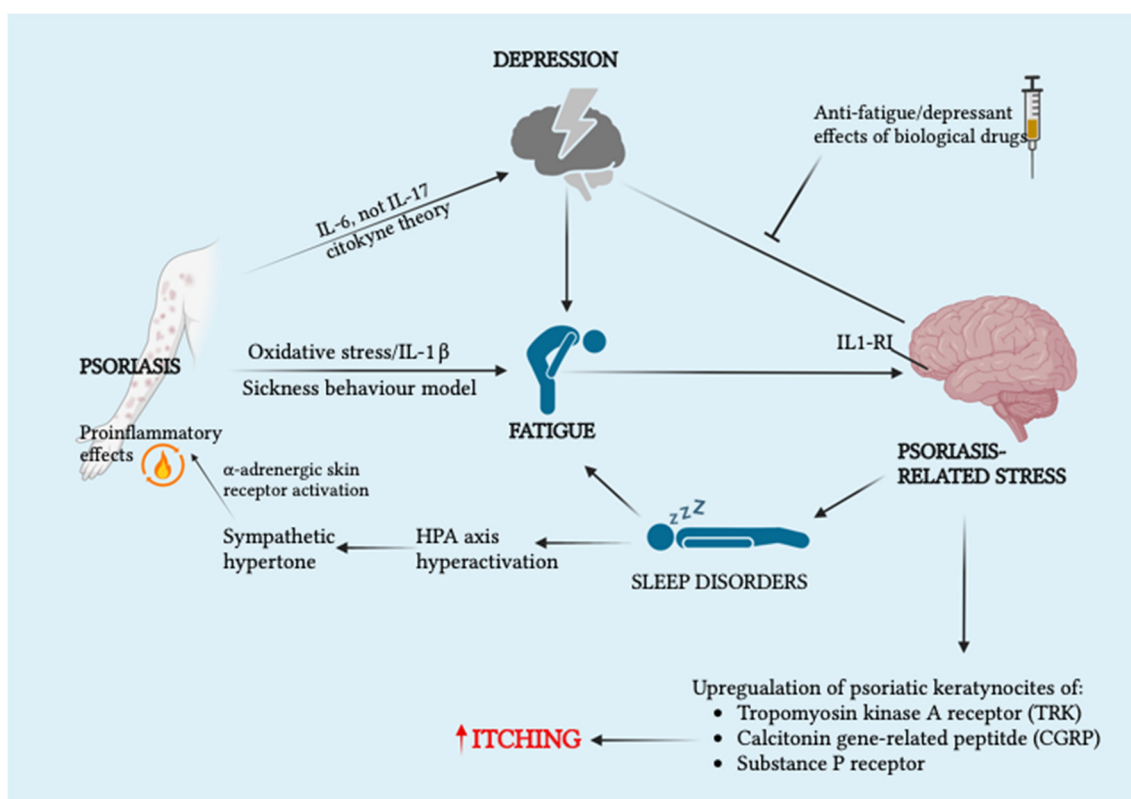 DEPRESSION
Anti-fatigue/depressant
effects of biological drugs
IL-6, not IL-17
citokyne theory
IL1-RI
PSORIASIS
Oxidative stress/IL-1β
Sickness behaviour model
FATIGUE
Proinflammatory
effects
α-adrenergic skin
receptor activation
PSORIASIS-
RELATED STRESS
Sympathetic
hypertone
HPA axis
hyperactivation
z z z
SLEEP DISORDERS
Upregualation of psoriatic keratynocites of:
• Tropomyosin kinase A receptor (TRK)
• Calcitonin gene-related peptitde (CGRP)
• Substance P receptor
ITCHING